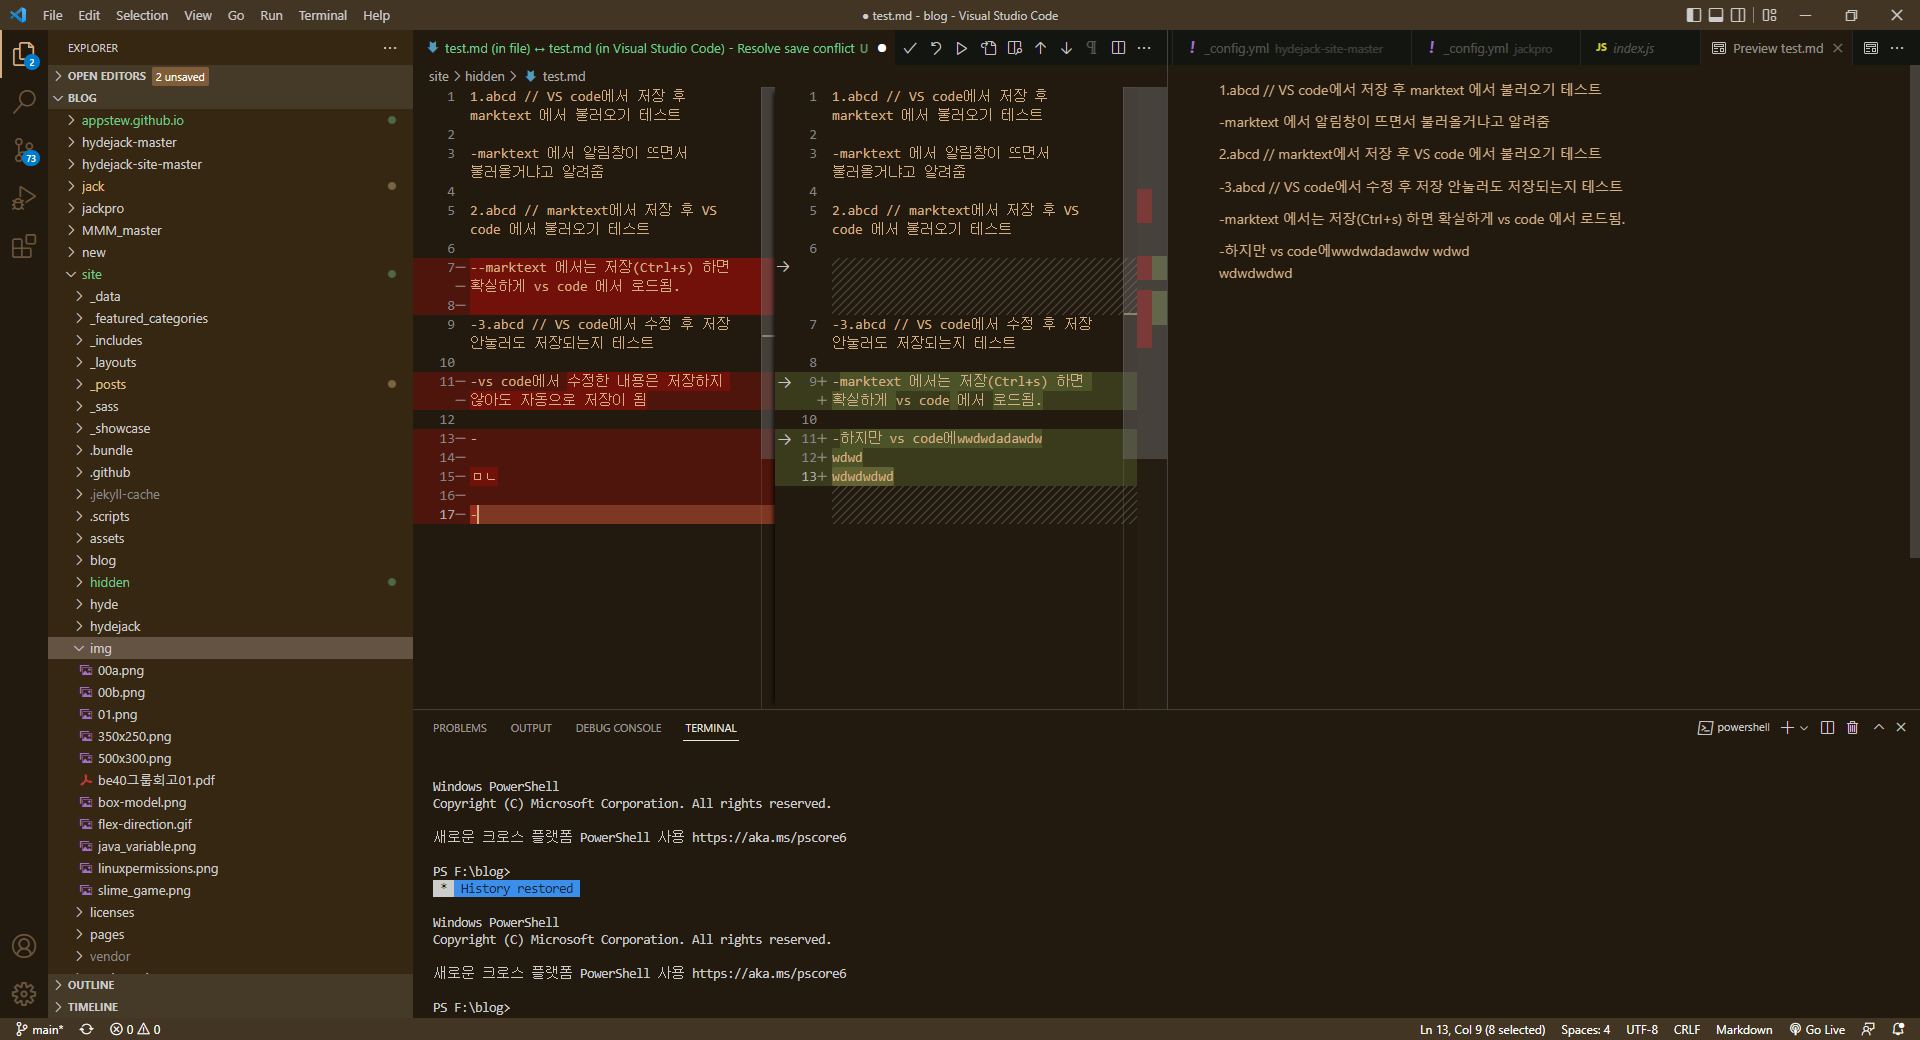 File Edit Selection View Go Run Terminal Help
● test.md - blog - Visual Studio Code
EXPLORER
OPEN EDITORS 2 unsaved
BLOG
appstew.github.io
hydejack-master
hydejack-site-master
jack
jackpro
MMM_master
new
site
_data
_featured_categories
_includes
_layouts
_posts
_sass
_showcase
.bundle
.github
.jekyll-cache
.scripts
assets
blog
hidden
hyde
hydejack
img
00a.png
00b.png
01.png
350x250.png
500x300.png
be40그룹회고01.pdf
box-model.png
flex-direction.gif
java_variable.png
linuxpermissions.png
slime_game.png
licenses
pages
vendor
OUTLINE
TIMELINE
2
73
test.md (in file) ↔ test.md (in Visual Studio Code) - Resolve save conflict U ●
site > hidden > test.md
1 1.abcd // VS code에서 저장 후
marktext 에서 불러오기 테스트
2
3 -marktext 에서 알림창이 뜨면서
불러올거냐고 알려줌
4
5 2.abcd // marktext에서 저장 후 VS
code 에서 불러오기 테스트
6
7— --marktext 에서는 저장(Ctrl+s) 하면
— 확실하게 vs code 에서 로드됨.
8—
9 -3.abcd // VS code에서 수정 후 저장
안눌러도 저장되는지 테스트
10
11— -vs code에서 수정한 내용은 저장하지
— 않아도 자동으로 저장이 됨
12
13— -
14—
15— ㅁㄴ
16—
17— -
1 1.abcd // VS code에서 저장 후
marktext 에서 불러오기 테스트
2
3 -marktext 에서 알림창이 뜨면서
불러올거냐고 알려줌
4
5 2.abcd // marktext에서 저장 후 VS
code 에서 불러오기 테스트
6
7 -3.abcd // VS code에서 수정 후 저장
안눌러도 저장되는지 테스트
8
9+ -marktext 에서는 저장(Ctrl+s) 하면
+ 확실하게 vs code 에서 로드됨.
10
11+ -하지만 vs code에wwdwdadawdw
12+ wdwd
13+ wdwdwdwd
! _config.yml hydejack-site-master
! _config.yml jackpro
JS index.js
Preview test.md
1.abcd // VS code에서 저장 후 marktext 에서 불러오기 테스트
-marktext 에서 알림창이 뜨면서 불러올거냐고 알려줌
2.abcd // marktext에서 저장 후 VS code 에서 불러오기 테스트
-3.abcd // VS code에서 수정 후 저장 안눌러도 저장되는지 테스트
-marktext 에서는 저장(Ctrl+s) 하면 확실하게 vs code 에서 로드됨.
-하지만 vs code에wwdwdadawdw wdwd
wdwdwdwd
PROBLEMS OUTPUT DEBUG CONSOLE TERMINAL
powershell
Windows PowerShell
Copyright (C) Microsoft Corporation. All rights reserved.
새로운 크로스 플랫폼 PowerShell 사용 https://aka.ms/pscore6
PS F:\blog>
* History restored
Windows PowerShell
Copyright (C) Microsoft Corporation. All rights reserved.
새로운 크로스 플랫폼 PowerShell 사용 https://aka.ms/pscore6
PS F:\blog>
main* 0 0
Ln 13, Col 9 (8 selected) Spaces: 4 UTF-8 CRLF Markdown Go Live